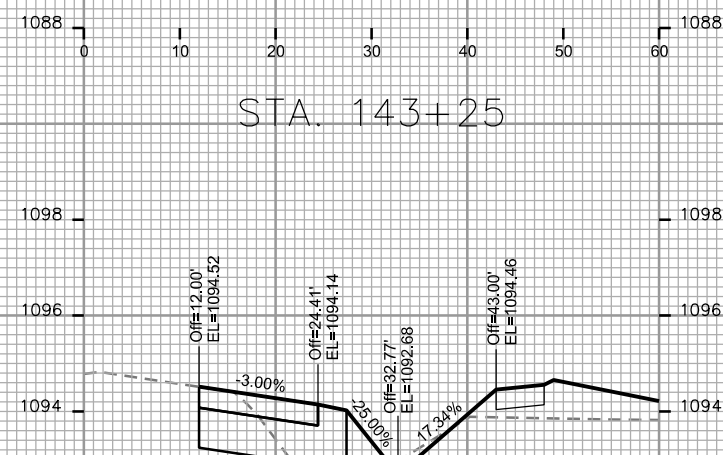 1088 1088
0 10 20 30 40 50 60
STA. 143+25
1098 1098
1096 1096
Off=12.00'
EL=1094.52
Off=24.41'
EL=1094.14
Off=32.77'
EL=1092.68
Off=43.00'
EL=1094.46
-3.00%
-25.00%
17.34%
1094 1094